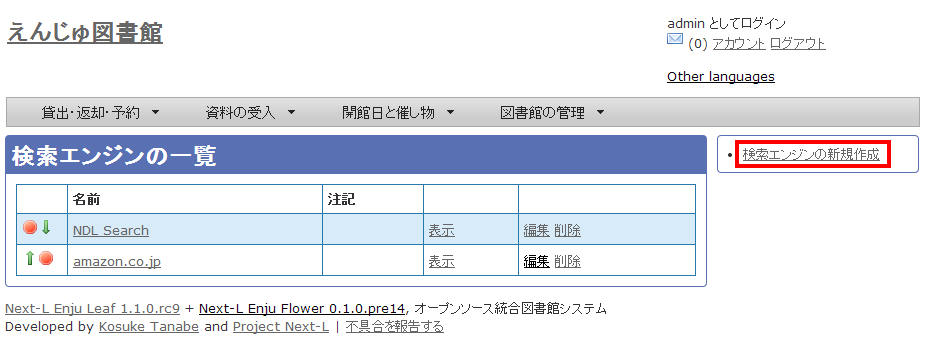 えんじゅ図書館
admin としてログイン
(0) アカウント ログアウト
Other languages
貸出・返却・予約 資料の受入 開館日と催し物 図書館の管理
検索エンジンの一覧
・検索エンジンの新規作成
名前 注記
NDL Search 表示 編集 削除
amazon.co.jp 表示 編集 削除
Next-L Enju Leaf 1.1.0.rc9 + Next-L Enju Flower 0.1.0.pre14, オープンソース統合図書館システム
Developed by Kosuke Tanabe and Project Next-L | 不具合を報告する